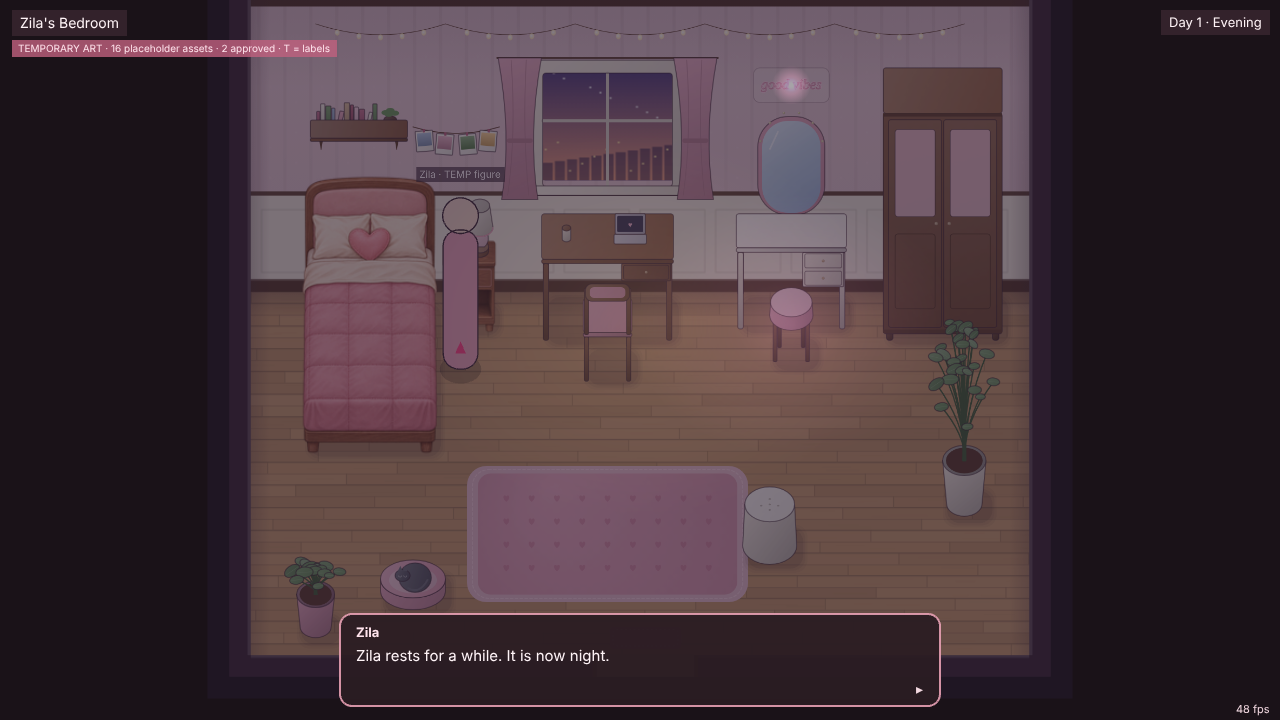 Zila's Bedroom
Day 1 · Evening
TEMPORARY ART · 16 placeholder assets · 2 approved · T = labels
good vibes
Zila · TEMP figure
Zila
Zila rests for a while. It is now night.
48 fps